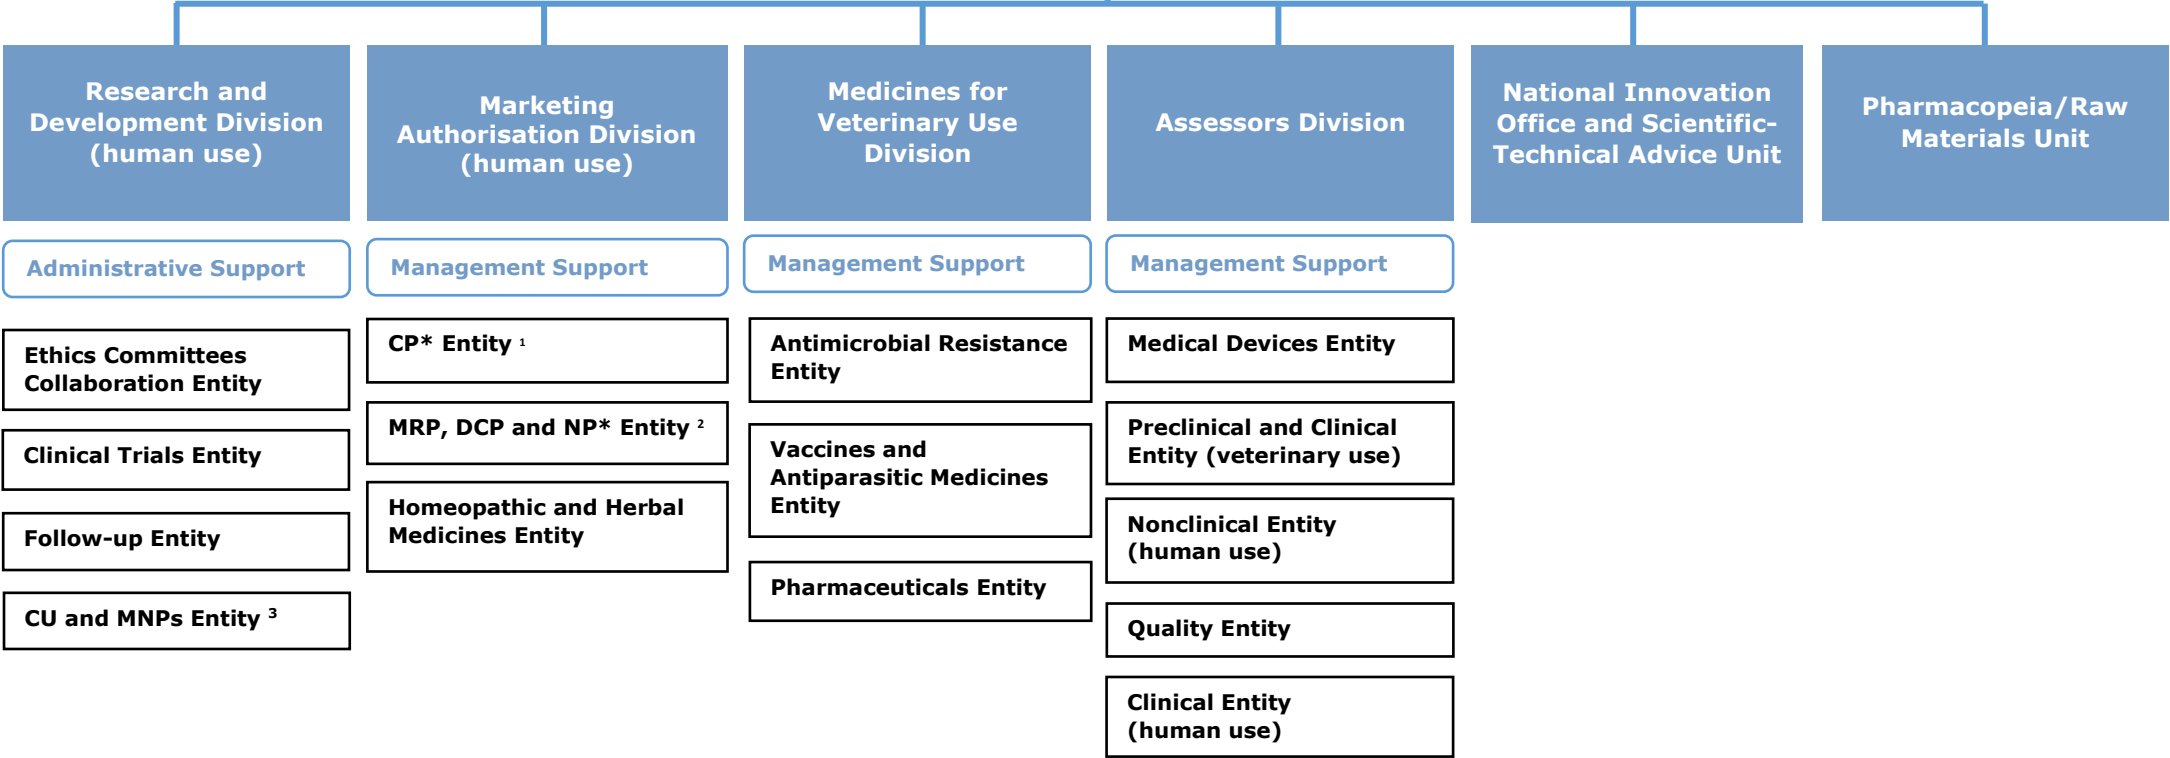 Research and
Development Division
(human use)
Marketing
Authorisation Division
(human use)
Medicines for
Veterinary Use
Division
Assessors Division
National Innovation
Office and Scientific-
Technical Advice Unit
Pharmacopeia/Raw
Materials Unit
Administrative Support
Management Support
Management Support
Management Support
Ethics Committees
Collaboration Entity
Clinical Trials Entity
Follow-up Entity
CU and MNPs Entity ³
CP* Entity ¹
MRP, DCP and NP* Entity ²
Homeopathic and Herbal
Medicines Entity
Antimicrobial Resistance
Entity
Vaccines and
Antiparasitic Medicines
Entity
Pharmaceuticals Entity
Medical Devices Entity
Preclinical and Clinical
Entity (veterinary use)
Nonclinical Entity
(human use)
Quality Entity
Clinical Entity
(human use)